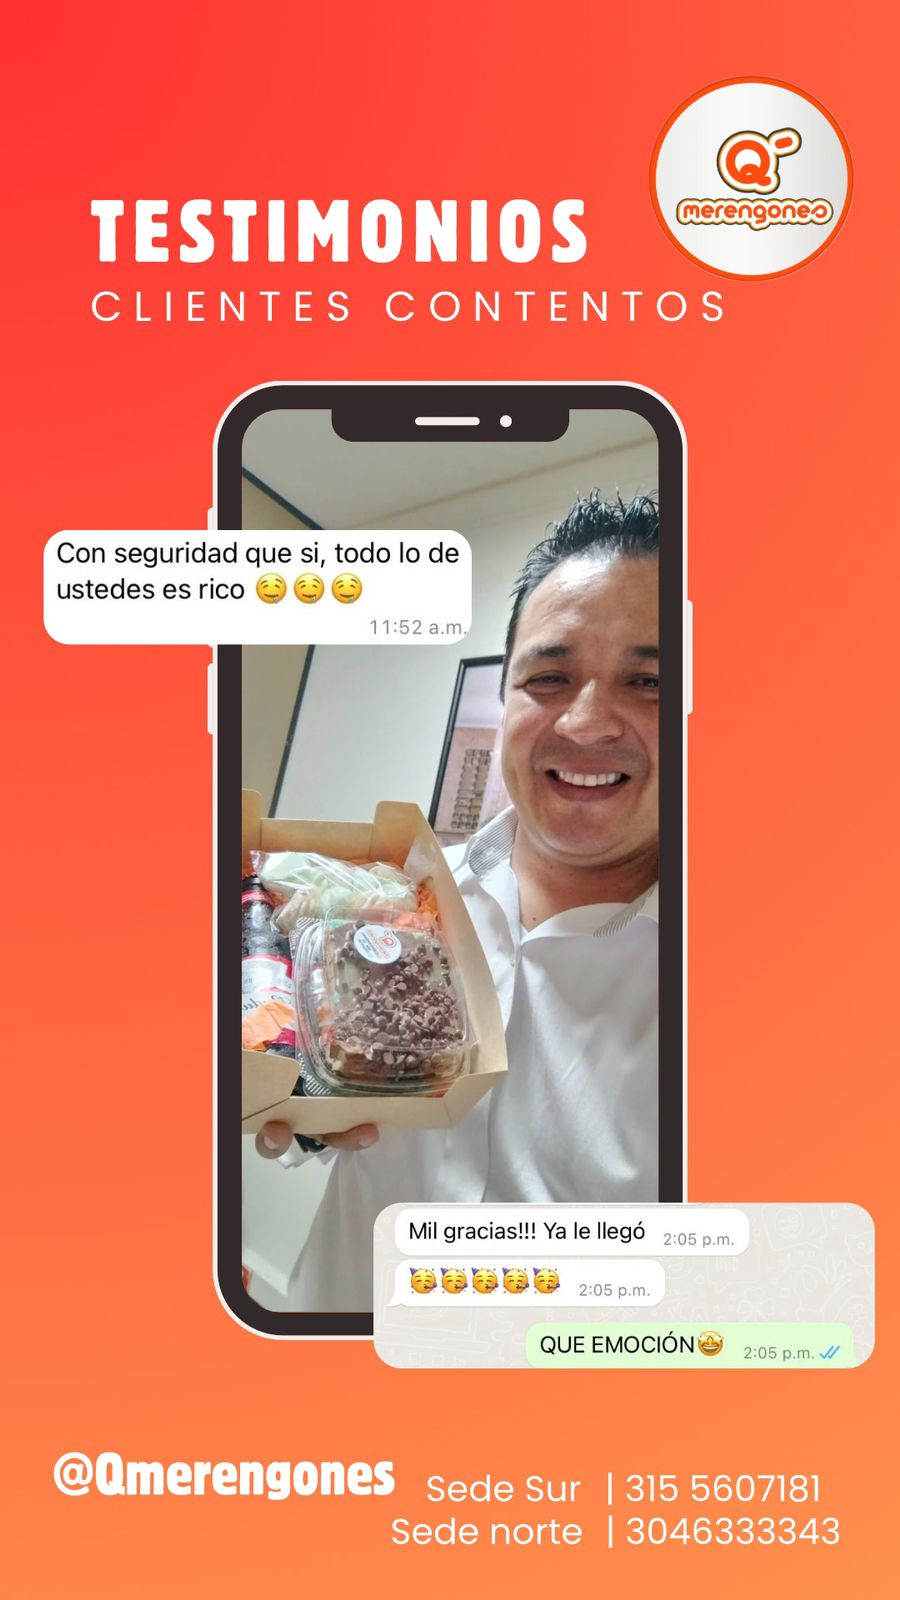 Q'
merengones
TESTIMONIOS
CLIENTES CONTENTOS
Con seguridad que si, todo lo de
ustedes es rico 🤤🤤🤤
11:52 a.m.
Mil gracias!!! Ya le llegó 2:05 p.m.
🥳🥳🥳🥳🥳 2:05 p.m.
QUE EMOCIÓN🤩 2:05 p.m.
@Qmerengones
Sede Sur | 315 5607181
Sede norte | 3046333343